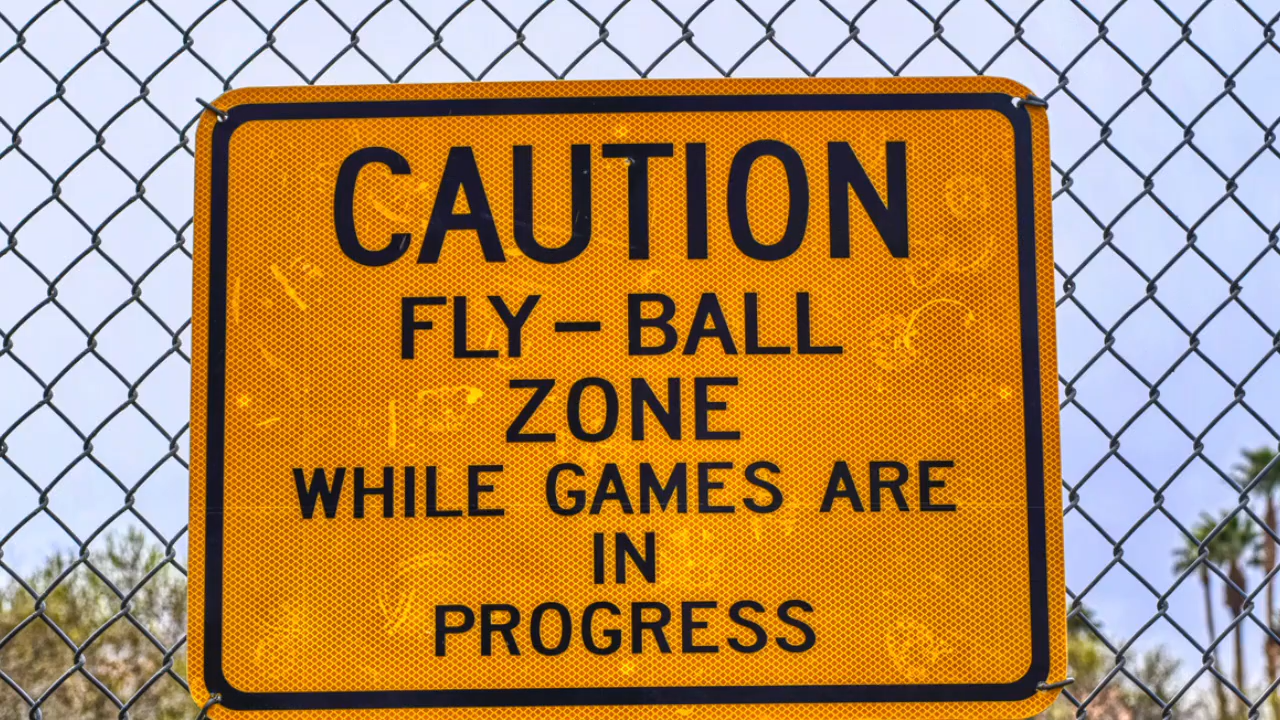 CAUTION
FLY-BALL
ZONE
WHILE GAMES ARE
IN
PROGRESS